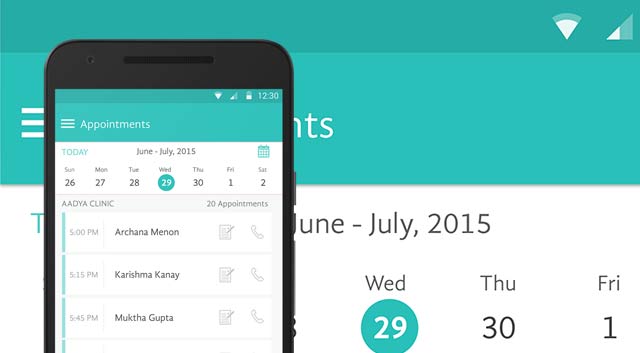 12:30
Appointments
TODAY
June - July, 2015
Sun Mon Tue Wed Thu Fri Sat
26 27 28 29 30 1 2
AADYA CLINIC 20 Appointments
5:00 PM Archana Menon
5:15 PM Karishma Kanay
5:45 PM Muktha Gupta
nts
T June - July, 2015
Wed Thu Fri
29 30 1